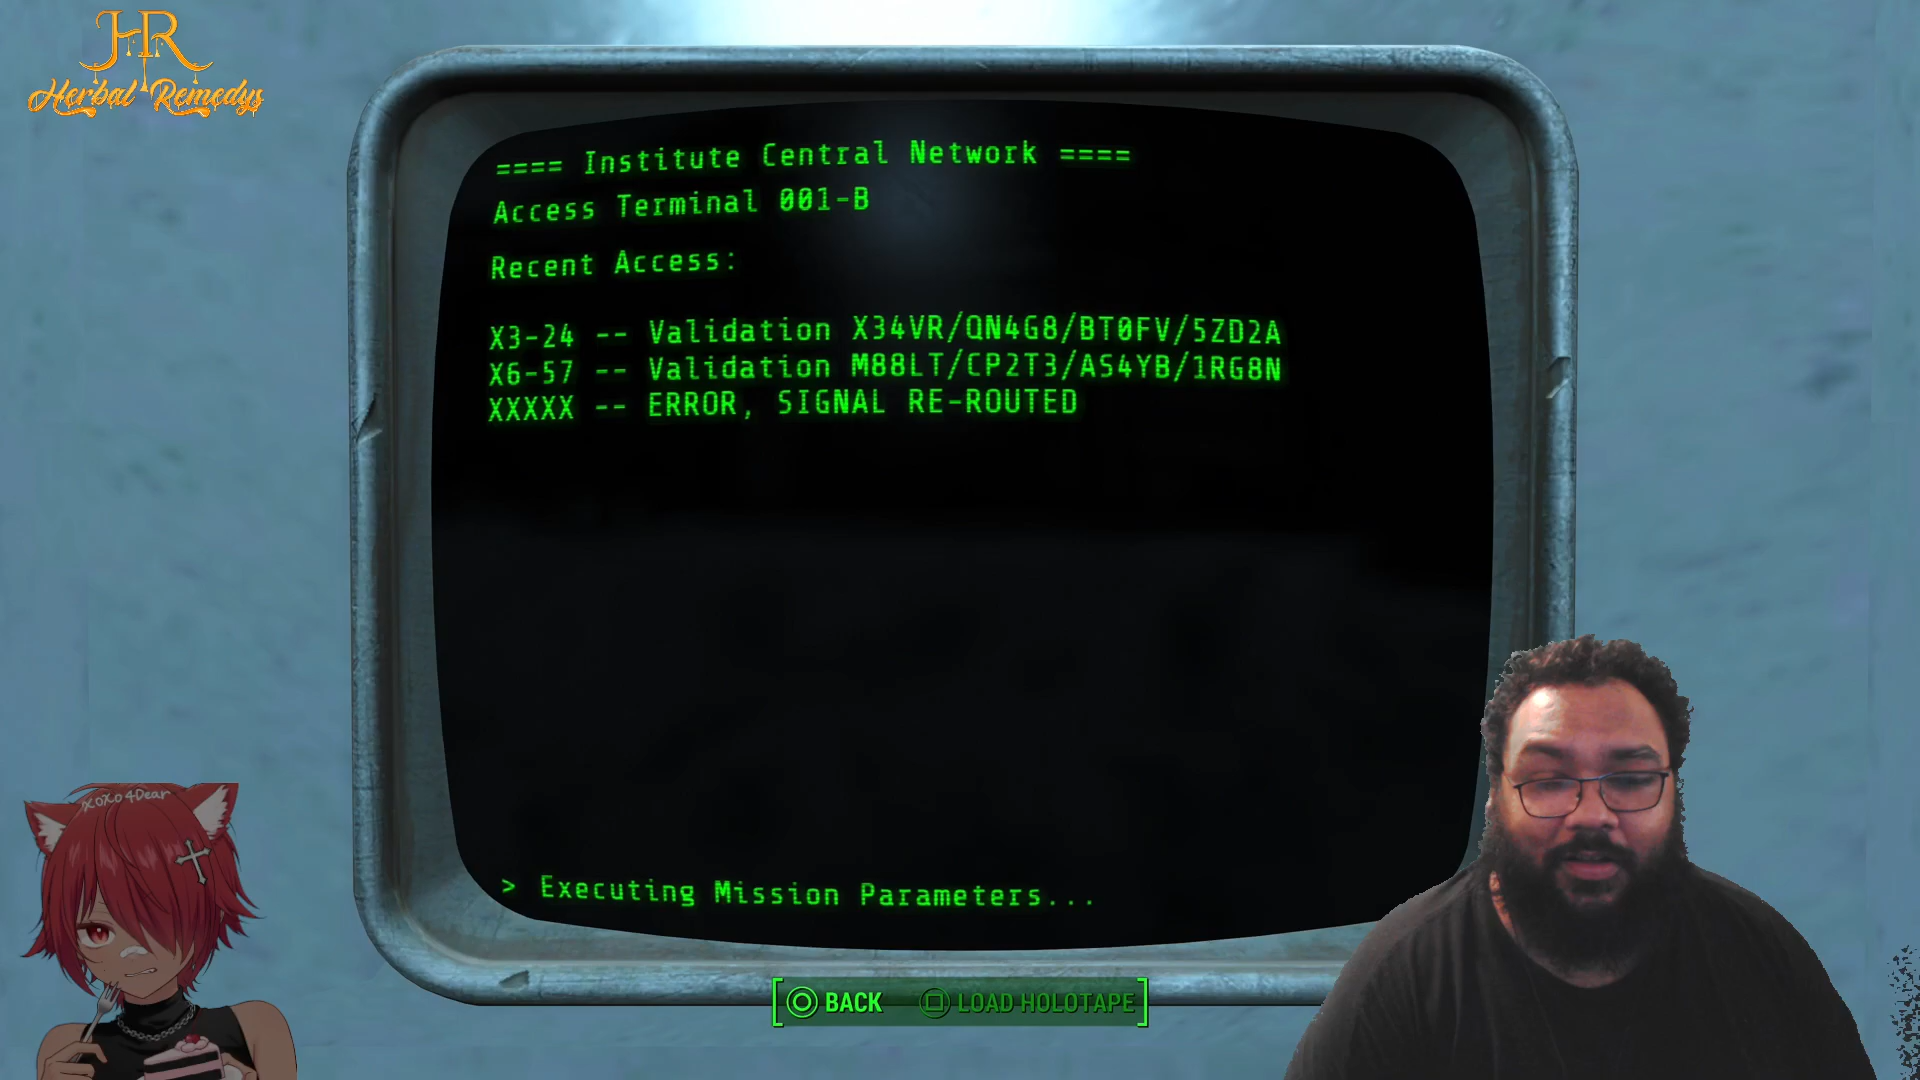 HR
Herbal Remedys
==== Institute Central Network ====
Access Terminal 001-B
Recent Access:
X3-24 -- Validation X34VR/QN4G8/BT0FV/5ZD2A
X6-57 -- Validation M88LT/CP2T3/AS4YB/1RG8N
XXXXX -- ERROR, SIGNAL RE-ROUTED
> Executing Mission Parameters...
xoxo4Dear
BACK LOAD HOLOTAPE